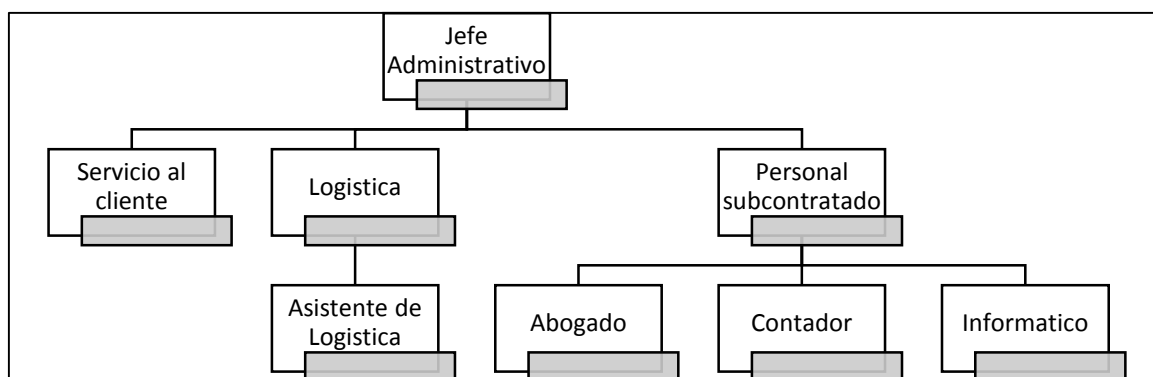 Jefe
Administrativo
Servicio al
cliente
Logistica
Personal
subcontratado
Asistente de
Logistica
Abogado
Contador
Informatico